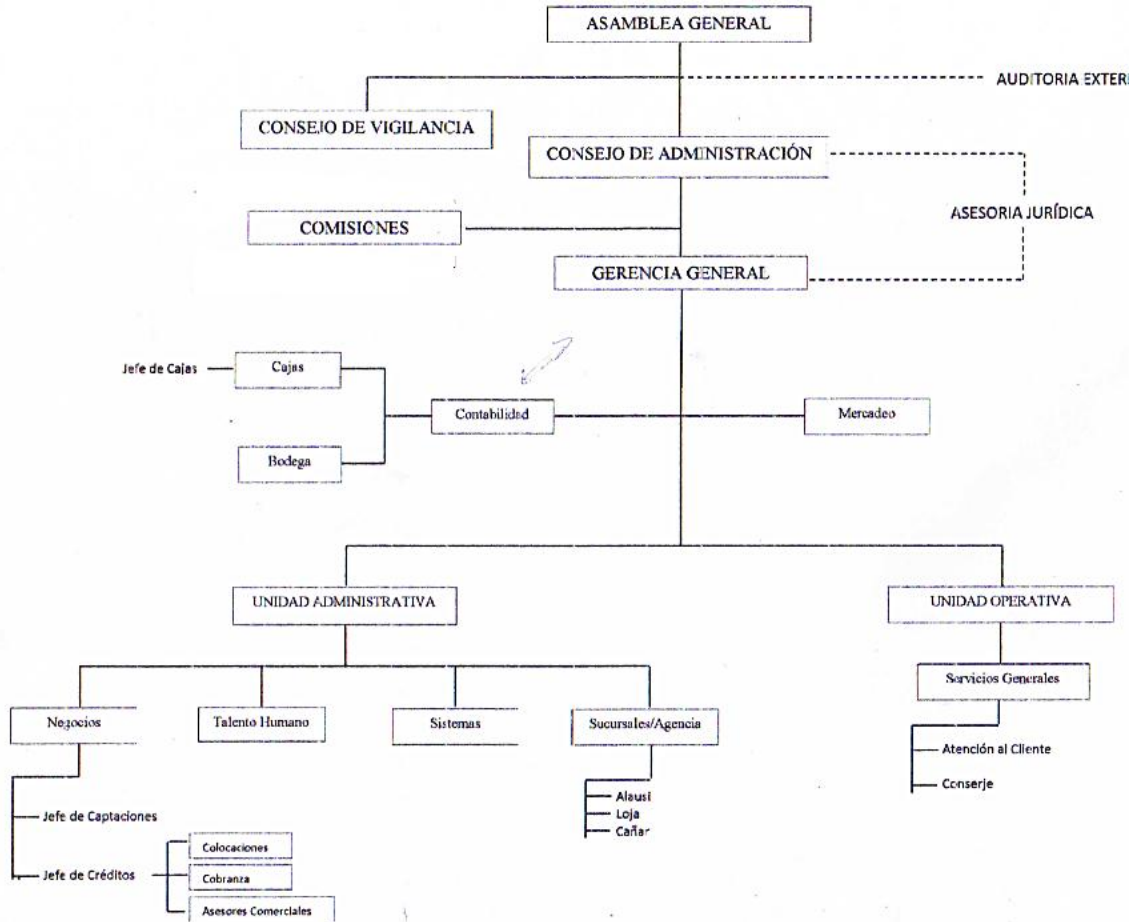 ASAMBLEA GENERAL
AUDITORIA EXTER
CONSEJO DE VIGILANCIA
CONSEJO DE ADMINISTRACIÓN
ASESORIA JURÍDICA
COMISIONES
GERENCIA GENERAL
Jefe de Cajas
Cajas
Contabilidad
Mercadeo
Bodega
UNIDAD ADMINISTRATIVA
UNIDAD OPERATIVA
Servicios Generales
Negocios
Talento Humano
Sistemas
Sucursales/Agencia
Atención al Cliente
Conserje
Alausi
Loja
Cañar
Jefe de Captaciones
Jefe de Créditos
Colocaciones
Cobranza
Asesores Comerciales